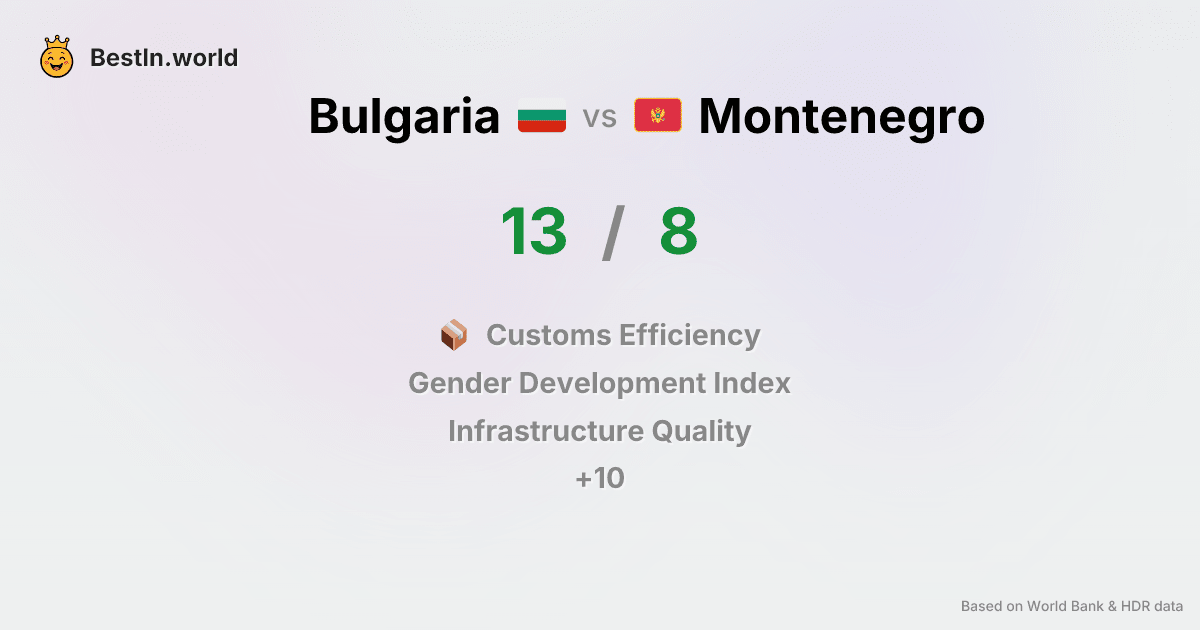 BestIn.world
Bulgaria vs Montenegro
13 / 8
Customs Efficiency
Gender Development Index
Infrastructure Quality
+10
Based on World Bank & HDR data